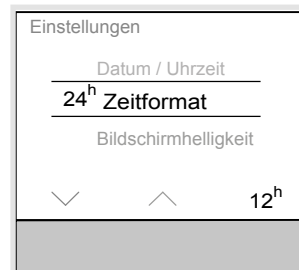 Einstellungen
Datum / Uhrzeit
24h Zeitformat
Bildschirmhelligkeit
12h